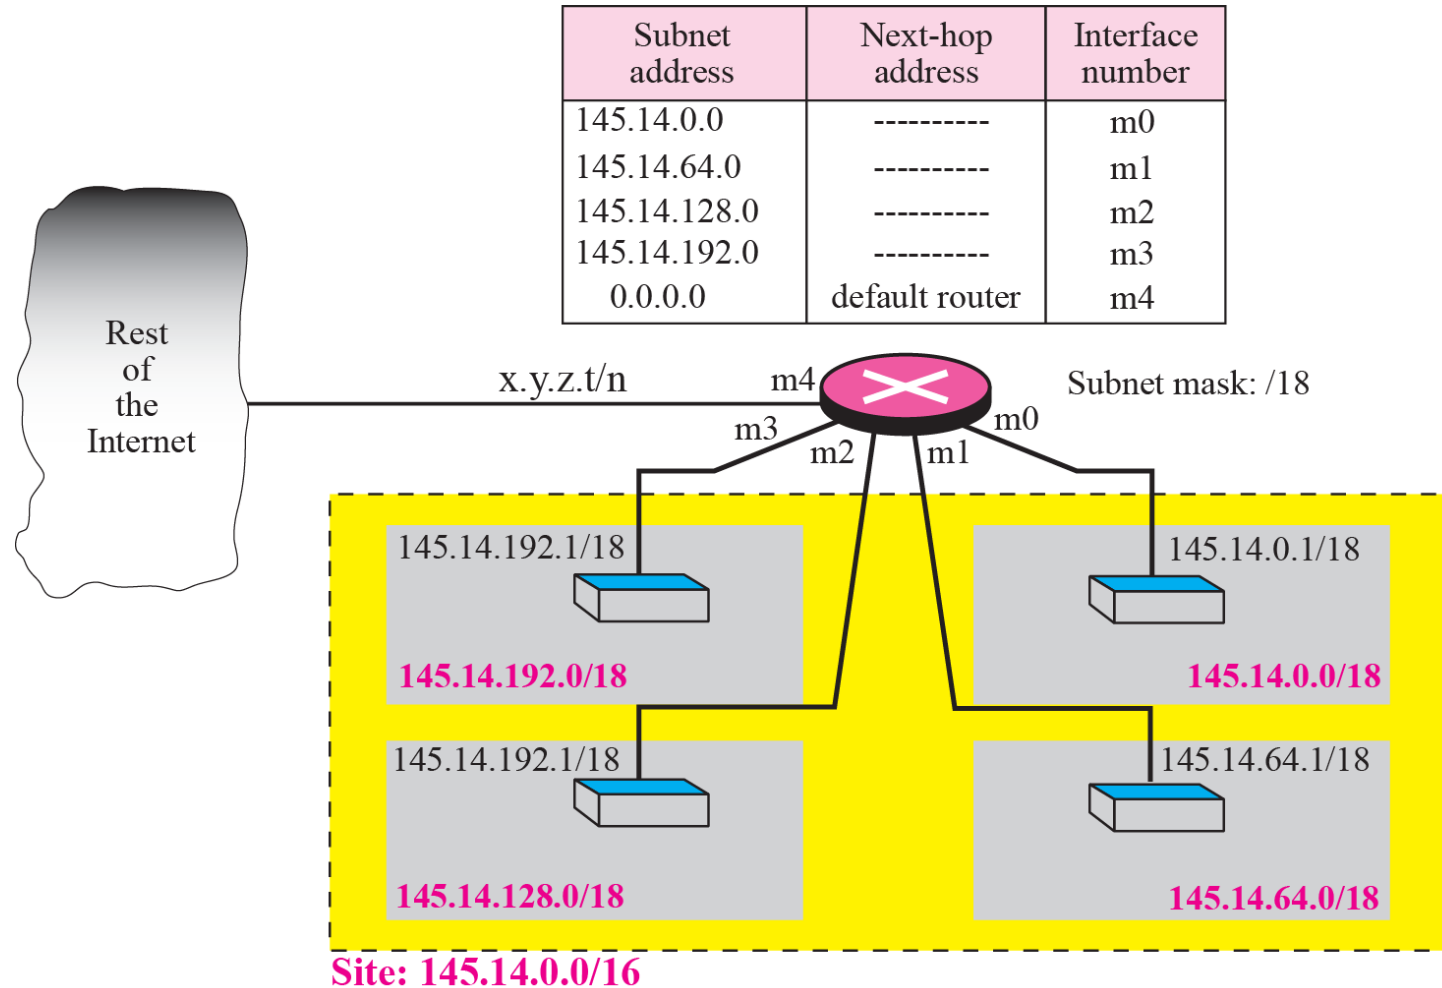 Subnet address
Next-hop address
Interface number
145.14.0.0 ---------- m0
145.14.64.0 ---------- m1
145.14.128.0 ---------- m2
145.14.192.0 ---------- m3
0.0.0.0 default router m4
Rest
of
the
Internet
x.y.z.t/n
m4
Subnet mask: /18
m3
m2
m1
m0
145.14.192.1/18
145.14.192.0/18
145.14.0.1/18
145.14.0.0/18
145.14.192.1/18
145.14.128.0/18
145.14.64.1/18
145.14.64.0/18
Site: 145.14.0.0/16